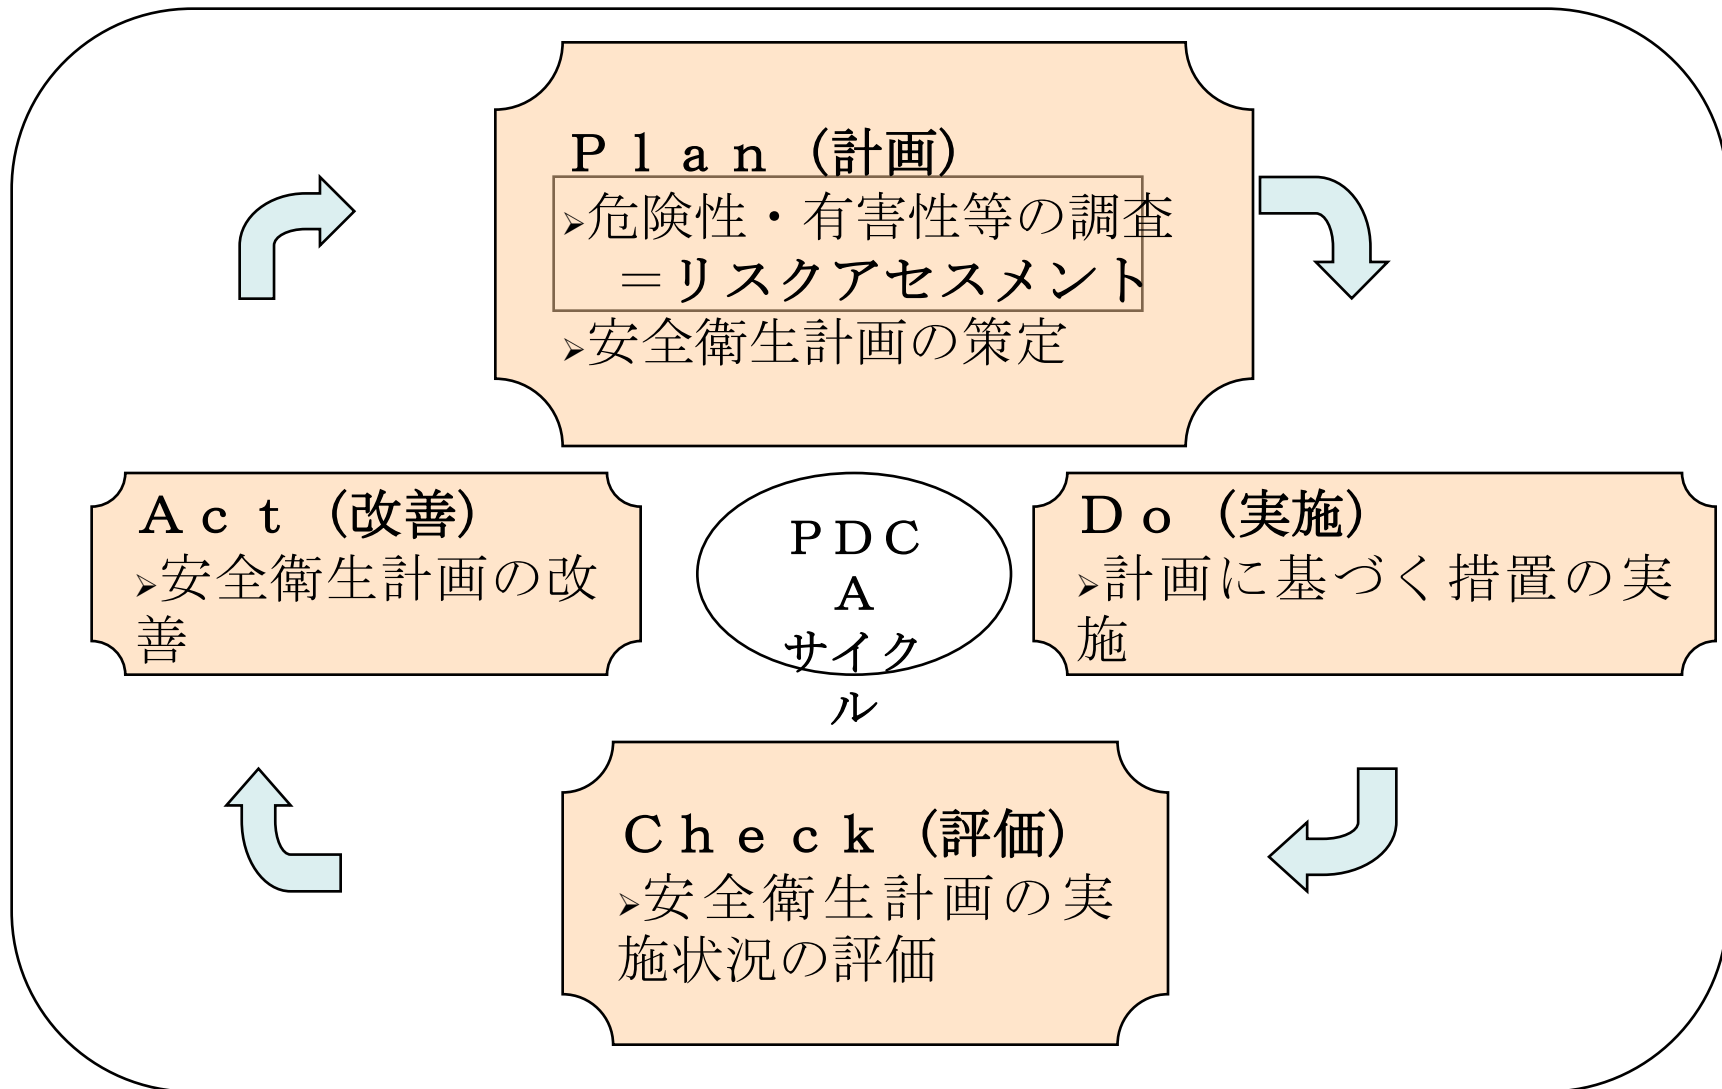 Ｐｌａｎ（計画）
➢危険性・有害性等の調査
＝リスクアセスメント
➢安全衛生計画の策定
Ａｃｔ（改善）
➢安全衛生計画の改
善
ＰＤＣ
Ａ
サイク
ル
Ｄｏ（実施）
➢計画に基づく措置の実
施
Ｃｈｅｃｋ（評価）
➢安全衛生計画の実
施状況の評価